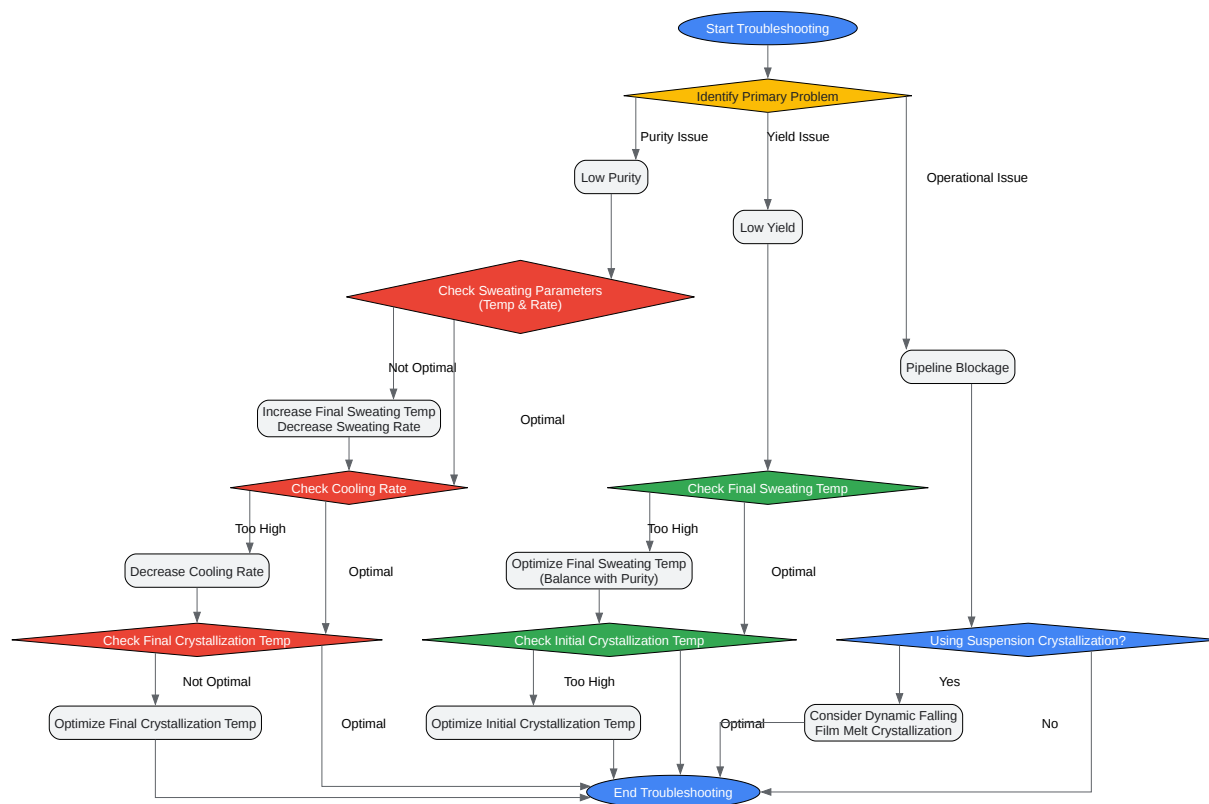 Start Troubleshooting
Identify Primary Problem
Purity Issue
Yield Issue
Operational Issue
Low Purity
Low Yield
Check Sweating Parameters
(Temp & Rate)
Not Optimal
Pipeline Blockage
Increase Final Sweating Temp
Decrease Sweating Rate
Optimal
Check Cooling Rate
Check Final Sweating Temp
Too High
Too High
Decrease Cooling Rate
Optimal
Optimize Final Sweating Temp
(Balance with Purity)
Optimal
Check Final Crystallization Temp
Check Initial Crystallization Temp
Using Suspension Crystallization?
Not Optimal
Too High
Yes
Optimize Final Crystallization Temp
Optimal
Optimize Initial Crystallization Temp
Optimal
Consider Dynamic Falling
Film Melt Crystallization
No
End Troubleshooting